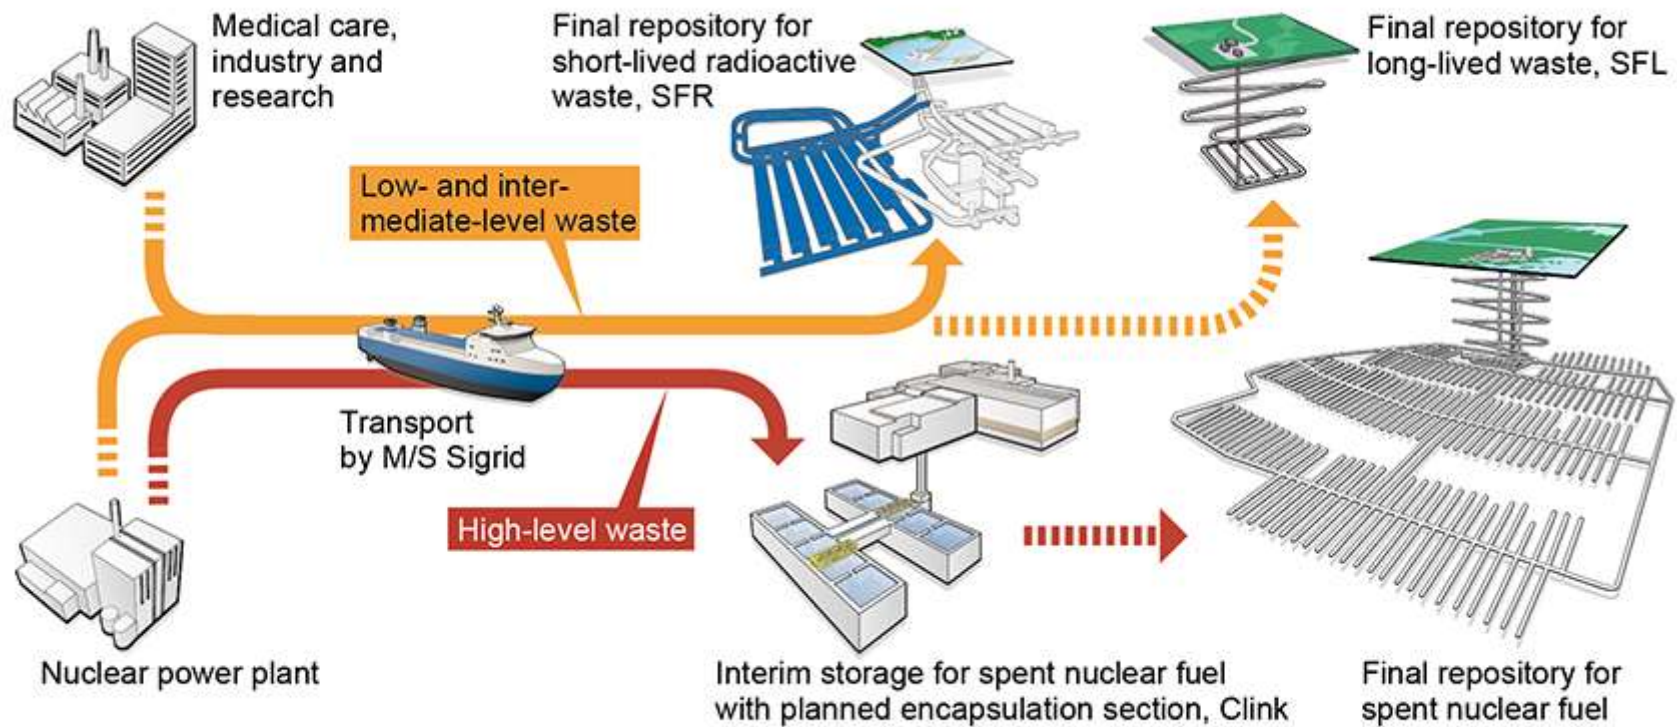 Medical care,
industry and
research
Final repository for
short-lived radioactive
waste, SFR
Final repository for
long-lived waste, SFL
Low- and inter-
mediate-level waste
Transport
by M/S Sigrid
High-level waste
Nuclear power plant
Interim storage for spent nuclear fuel
with planned encapsulation section, Clink
Final repository for
spent nuclear fuel